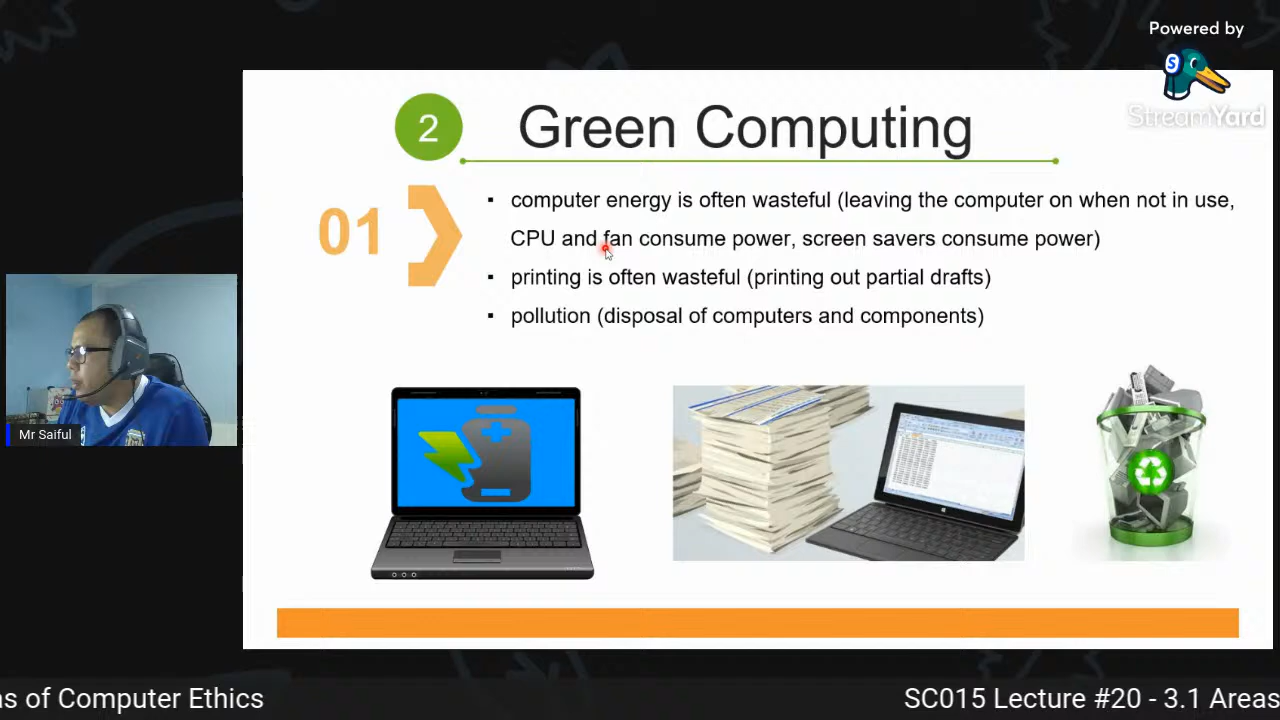 Powered by
StreamYard
2
Green Computing
01
▪ computer energy is often wasteful (leaving the computer on when not in use,
CPU and fan consume power, screen savers consume power)
▪ printing is often wasteful (printing out partial drafts)
▪ pollution (disposal of computers and components)
Mr Saiful
as of Computer Ethics
SC015 Lecture #20 - 3.1 Areas